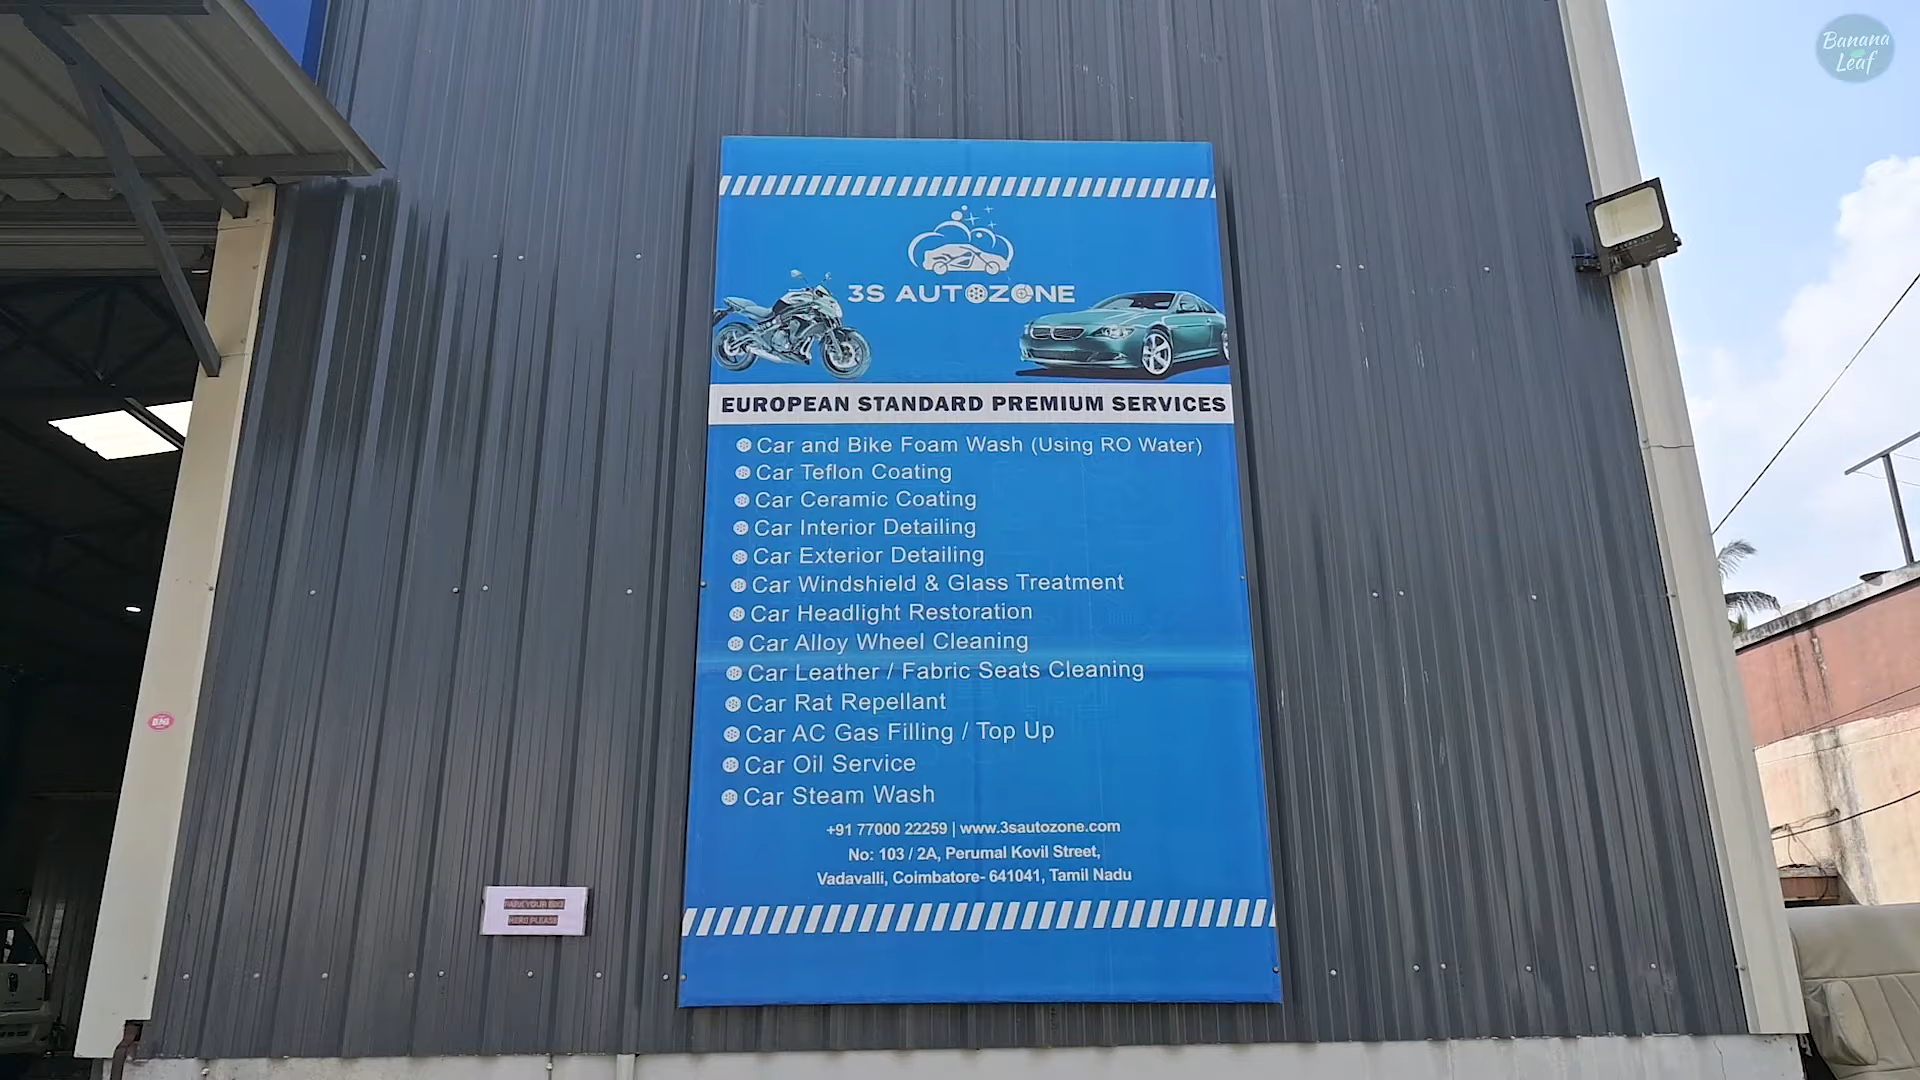 Banana
Leaf
3S AUTOZONE
EUROPEAN STANDARD PREMIUM SERVICES
Car and Bike Foam Wash (Using RO Water)
Car Teflon Coating
Car Ceramic Coating
Car Interior Detailing
Car Exterior Detailing
Car Windshield & Glass Treatment
Car Headlight Restoration
Car Alloy Wheel Cleaning
Car Leather / Fabric Seats Cleaning
Car Rat Repellant
Car AC Gas Filling / Top Up
Car Oil Service
Car Steam Wash
+91 77000 22259 | www.3sautozone.com
No: 103 / 2A, Perumal Kovil Street,
Vadavalli, Coimbatore- 641041, Tamil Nadu
PARK YOUR
HERE PLEASE